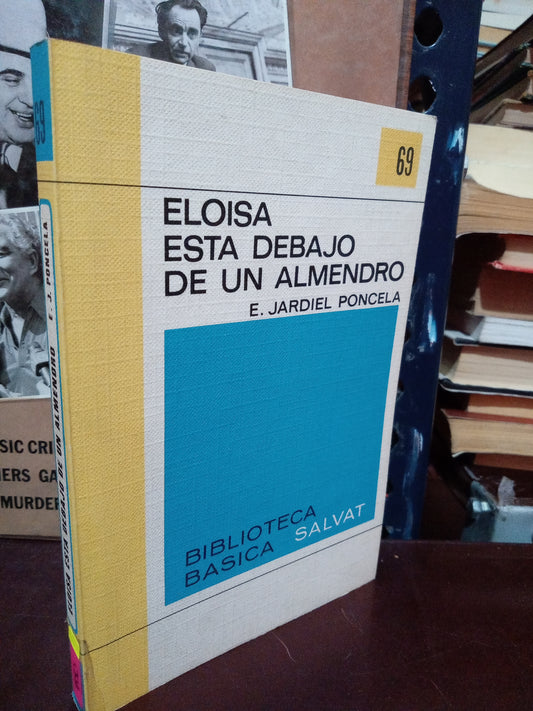 69
ELOISA
ESTA DEBAJO
DE UN ALMENDRO
E. JARDIEL PONCELA
BIBLIOTECA
BASICA SALVAT
69
ELOISA ESTA DEBAJO DE UN ALMENDRO E. J. PONCELA
SIC CRI
ERS GA
MURDER